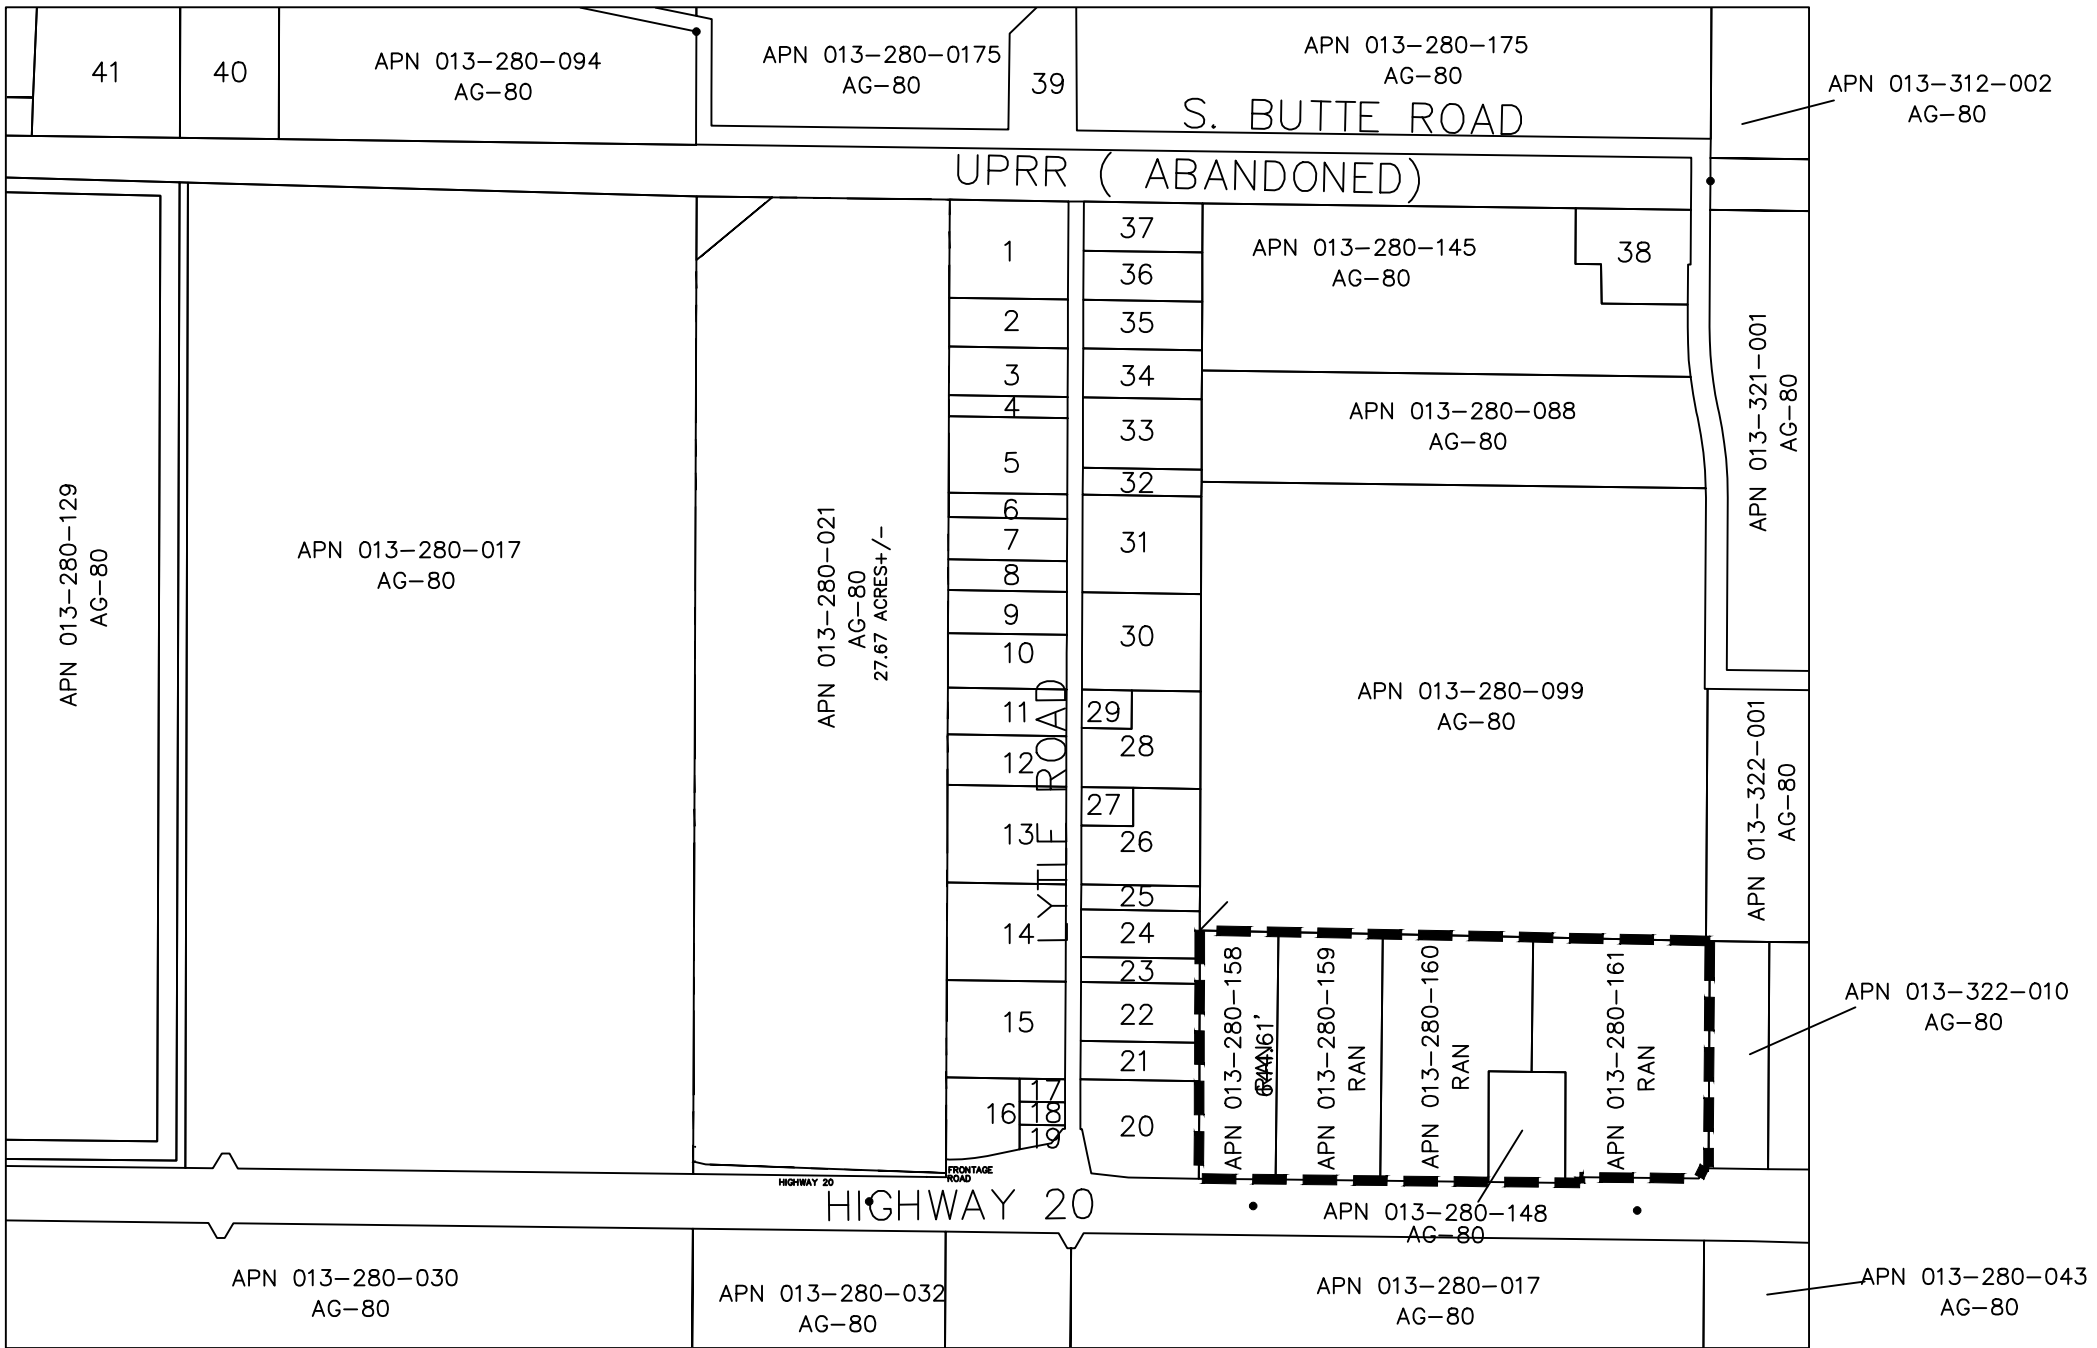 41
40
APN 013-280-094
AG-80
APN 013-280-0175
AG-80
39
APN 013-280-175
AG-80
S. BUTTE ROAD
APN 013-312-002
AG-80
UPRR ( ABANDONED)
1
2
3
4
5
6
7
8
9
10
11
12
13
14
15
16
17
18
19
37
36
35
34
33
32
31
30
29
28
27
26
25
24
23
22
21
20
LYTLE ROAD
APN 013-280-145
AG-80
38
APN 013-280-088
AG-80
APN 013-321-001
AG-80
APN 013-280-129
AG-80
APN 013-280-017
AG-80
APN 013-280-021
AG-80
27.67 ACRES+/-
APN 013-280-099
AG-80
APN 013-322-001
AG-80
APN 013-280-158
RAN
APN 013-280-159
RAN
APN 013-280-160
RAN
APN 013-280-161
RAN
APN 013-322-010
AG-80
FRONTAGE
ROAD
HIGHWAY 20
HIGHWAY 20
APN 013-280-148
AG-80
APN 013-280-030
AG-80
APN 013-280-032
AG-80
APN 013-280-017
AG-80
APN 013-280-043
AG-80